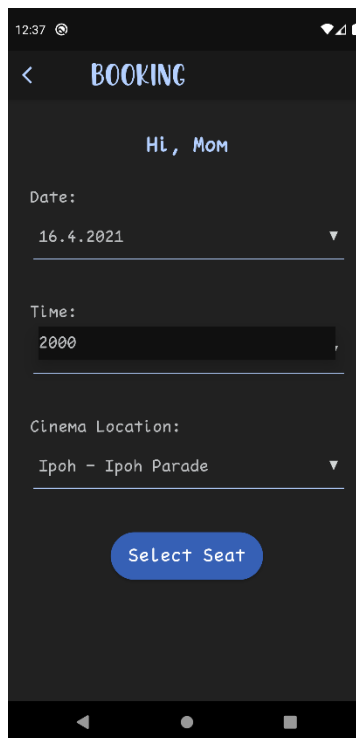 12:37
BOOKING
Hi, Mom
Date:
16.4.2021
Time:
2000
Cinema Location:
Ipoh - Ipoh Parade
Select Seat